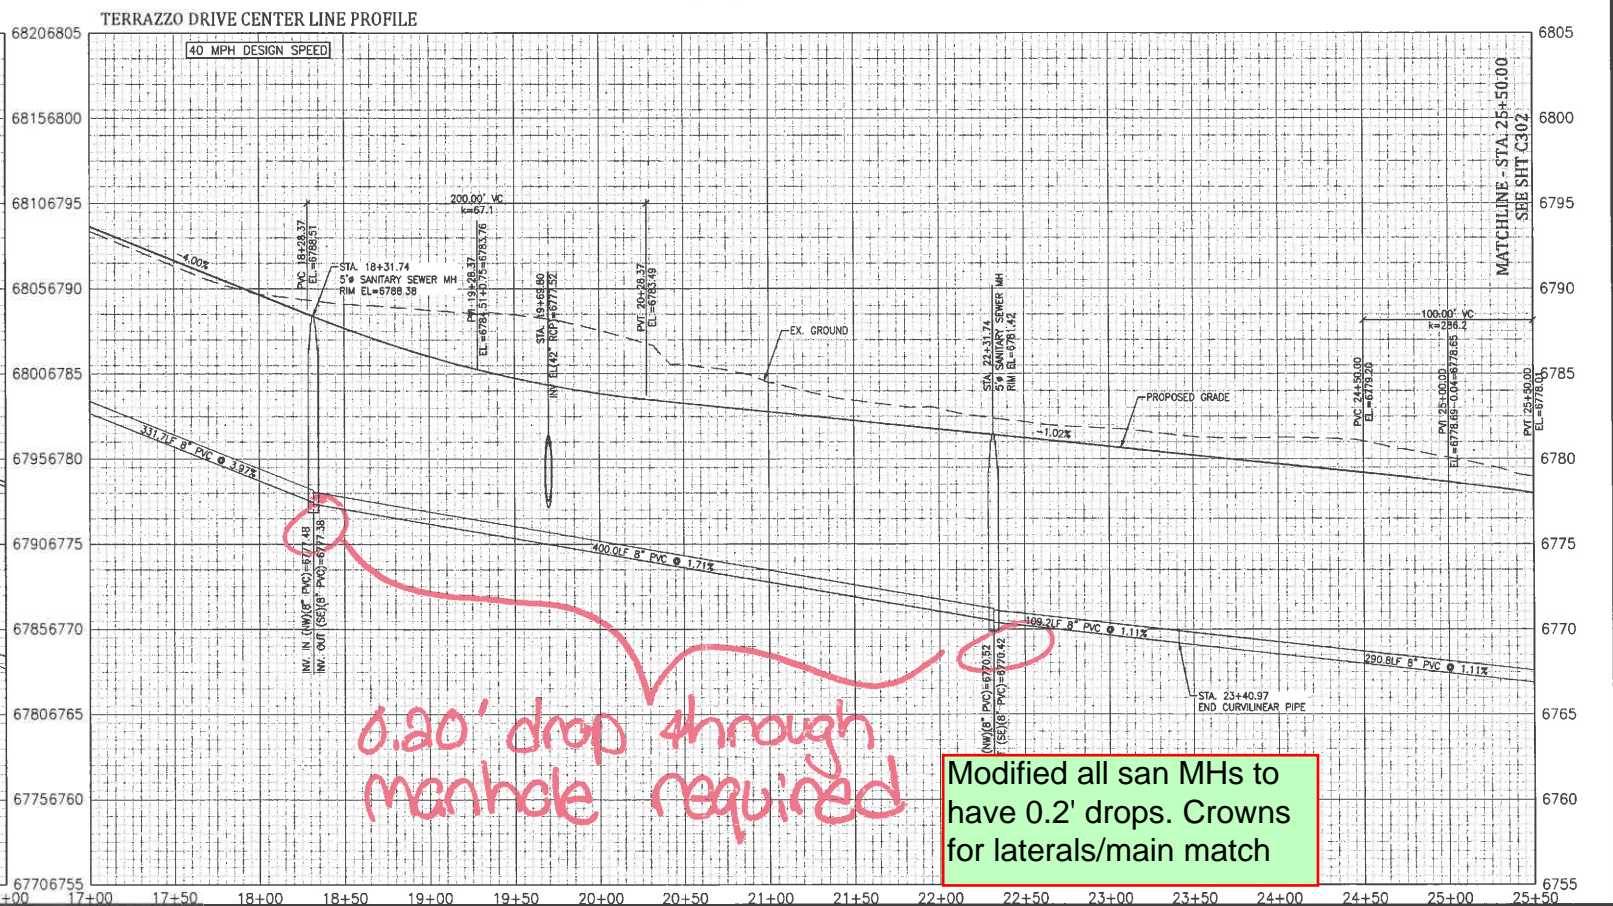 TERRAZZO DRIVE CENTER LINE PROFILE
40 MPH DESIGN SPEED
68206805
68156800
68106795
68056790
68006785
67956780
67906775
67856770
67806765
67756760
67706755
6805
6800
6795
6790
6785
6780
6775
6770
6765
6760
6755
MATCHLINE - STA. 25+50.00
SEE SHT C302
-4.00%
PVC 18+28.37
EL=6788.51
STA. 18+31.74
5'ø SANITARY SEWER MH
RIM EL=6788.38
200.00' VC
k=67.1
PVI 19+28.37
EL=6784.51+0.75=6783.76
STA. 19+69.80
INV EL(42" RCP)=6777.52
PVT 20+28.37
EL=6783.49
EX. GROUND
STA. 22+31.74
5'ø SANITARY SEWER MH
RIM EL=6781.42
-1.02%
PROPOSED GRADE
100.00' VC
k=286.2
PVC 24+50.00
EL=6779.20
PVI 25+00.00
EL=6778.69-0.04=6778.65
PVT 25+50.00
EL=6778.01
331.7LF 8" PVC @ 3.97%
INV. IN (NW)(8" PVC)=6777.48
INV. OUT (SE)(8" PVC)=6777.38
400.0LF 8" PVC @ 1.71%
109.2LF 8" PVC @ 1.11%
290.8LF 8" PVC @ 1.11%
(NW)(8" PVC)=6770.52
(SE)(8" PVC)=6770.42
STA. 23+40.97
END CURVILINEAR PIPE
0.20' drop through
manhole required
Modified all san MHs to
have 0.2' drops. Crowns
for laterals/main match
+00 17+00 17+50 18+00 18+50 19+00 19+50 20+00 20+50 21+00 21+50 22+00 22+50 23+00 23+50 24+00 24+50 25+00 25+50